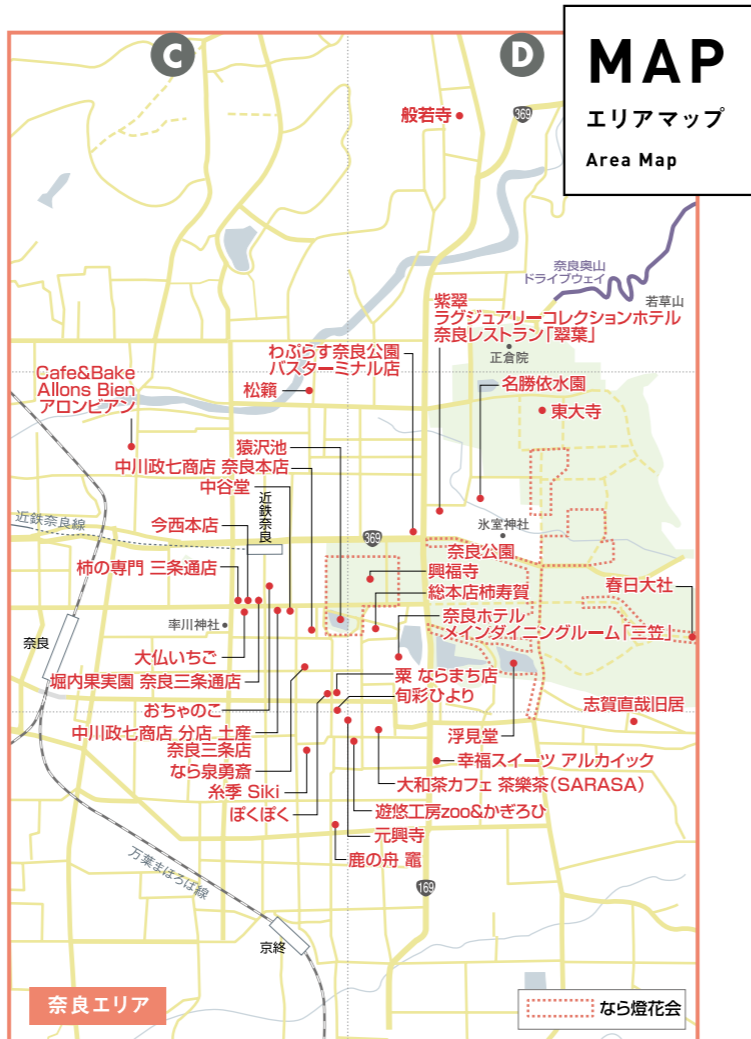 C
D
MAP
エリアマップ
Area Map
369
般若寺
奈良奥山
ドライブウェイ
若草山
紫翠
ラグジュアリーコレクションホテル
奈良レストラン「翠葉」
正倉院
わぷらす奈良公園
バスターミナル店
Cafe&Bake
Allons Bien
アロンビアン
松籟
名勝依水園
東大寺
猿沢池
中川政七商店 奈良本店
中谷堂
近鉄奈良線
近鉄奈良
今西本店
369
氷室神社
奈良公園
柿の専門 三条通店
興福寺
春日大社
総本店柿寿賀
奈良ホテル
メインダイニングルーム「三笠」
率川神社
奈良
大仏いちご
堀内果実園 奈良三条通店
粟 ならまち店
旬彩ひより
志賀直哉旧居
おちゃのこ
中川政七商店 分店 土産
奈良三条店
浮見堂
なら泉勇斎
幸福スイーツ アルカイック
糸季 Siki
大和茶カフェ 茶樂茶(SARASA)
ぽくぽく
遊悠工房zoo&かぎろひ
元興寺
鹿の舟 竈
万葉まほろば線
169
京終
奈良エリア
なら燈花会